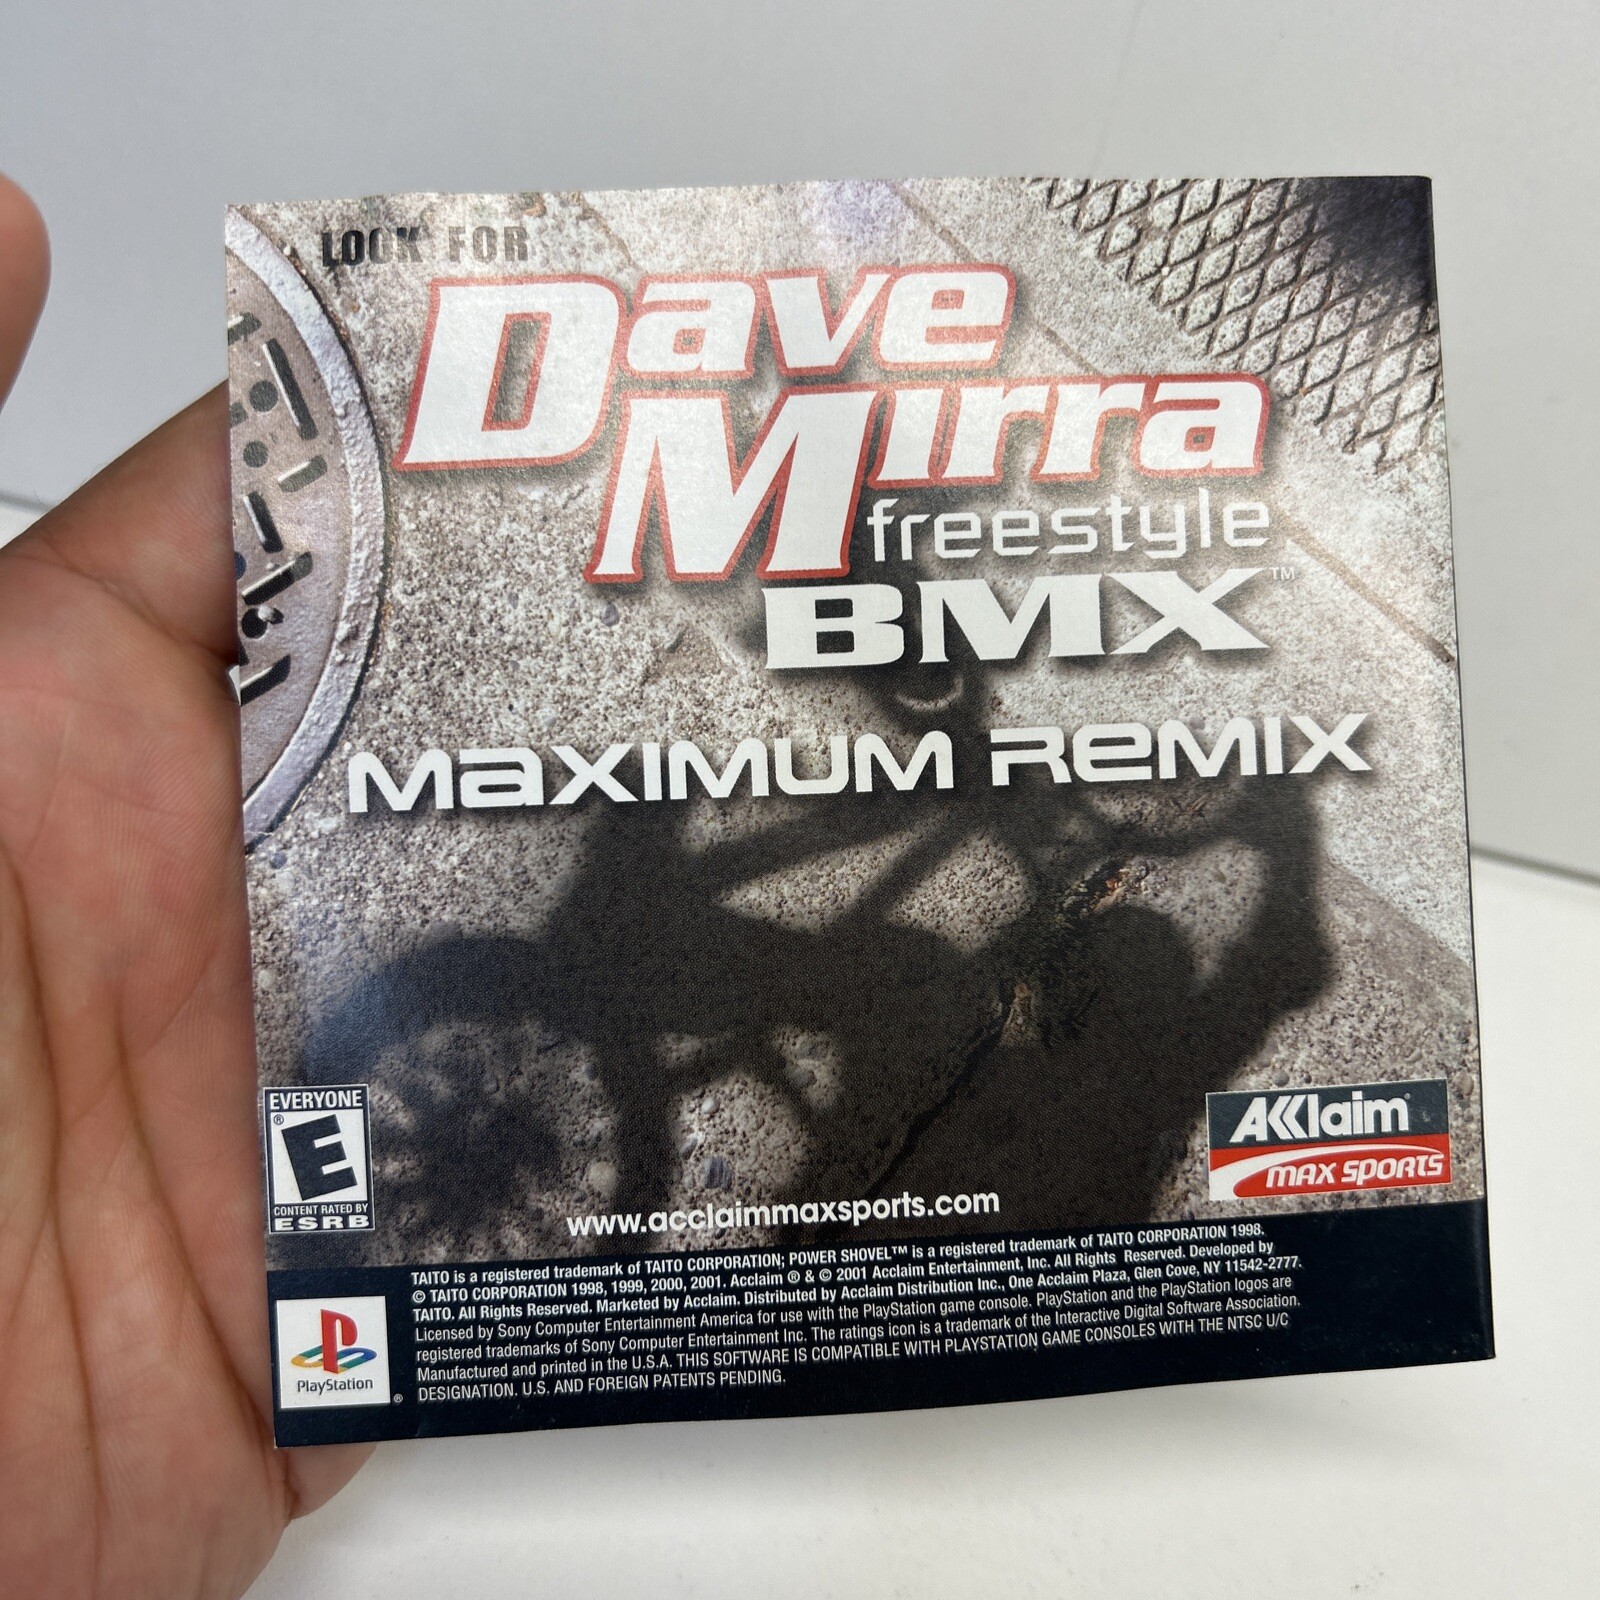 LOOK FOR
Dave
Mirra
freestyle
BMX™
MAXIMUM REMIX
EVERYONE
E®
CONTENT RATED BY
ESRB
AKKlaim®
MAX SPORTS
www.acclaimmaxsports.com
TAITO is a registered trademark of TAITO CORPORATION; POWER SHOVEL™ is a registered trademark of TAITO CORPORATION 1998.
© TAITO CORPORATION 1998, 1999, 2000, 2001. Acclaim ® & © 2001 Acclaim Entertainment, Inc. All Rights Reserved. Developed by
TAITO. All Rights Reserved. Marketed by Acclaim. Distributed by Acclaim Distribution Inc., One Acclaim Plaza, Glen Cove, NY 11542-2777.
Licensed by Sony Computer Entertainment America for use with the PlayStation game console. PlayStation and the PlayStation logos are
registered trademarks of Sony Computer Entertainment Inc. The ratings icon is a trademark of the Interactive Digital Software Association.
Manufactured and printed in the U.S.A. THIS SOFTWARE IS COMPATIBLE WITH PLAYSTATION GAME CONSOLES WITH THE NTSC U/C
DESIGNATION. U.S. AND FOREIGN PATENTS PENDING.
PlayStation®